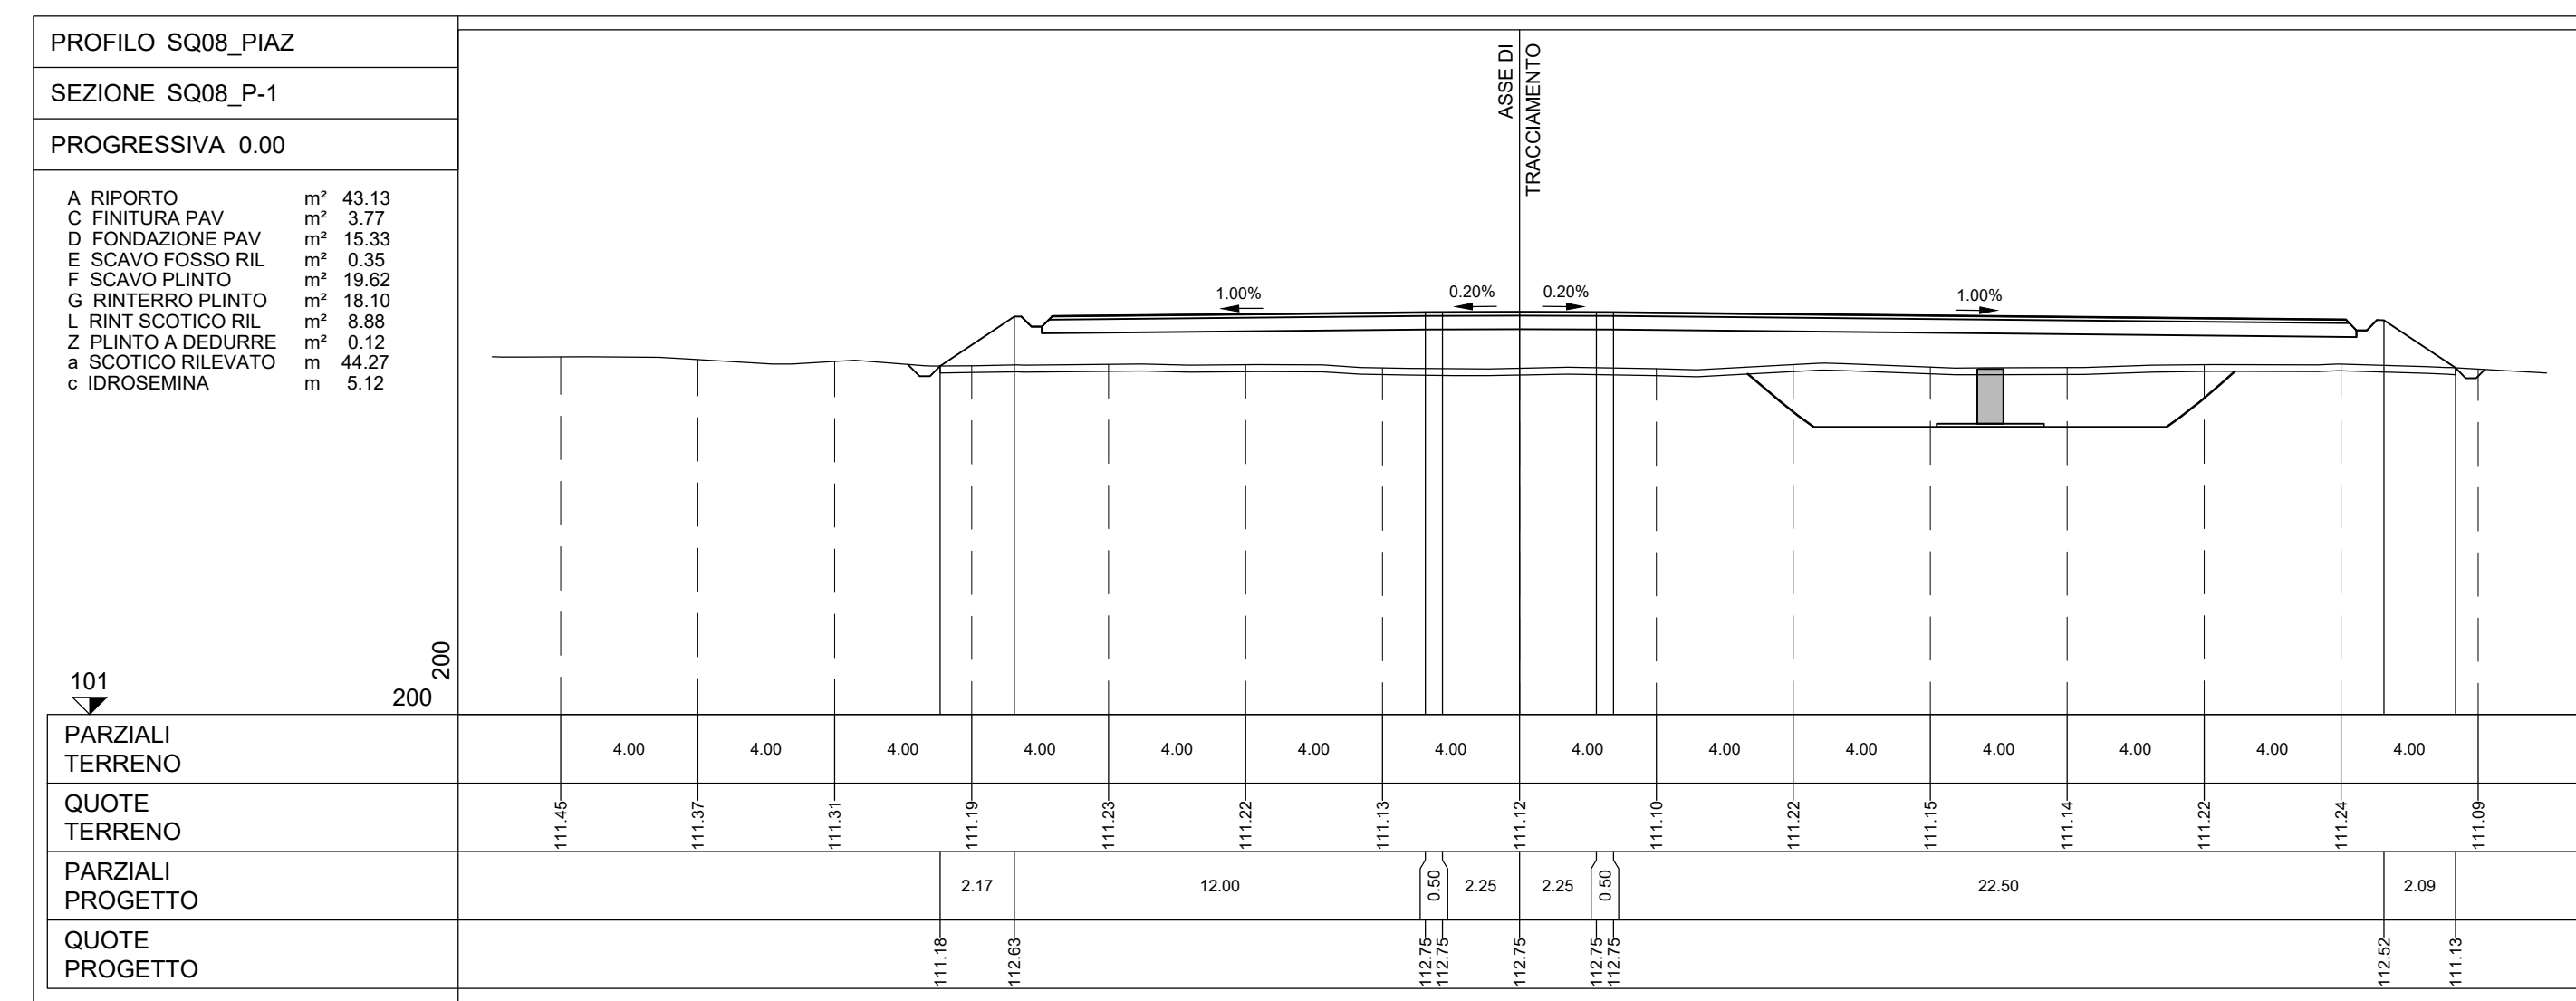 PROFILO SQ08_PIAZ
SEZIONE SQ08_P-1
PROGRESSIVA 0.00
A RIPORTO m² 43.13
C FINITURA PAV m² 3.77
D FONDAZIONE PAV m² 15.33
E SCAVO FOSSO RIL m² 0.35
F SCAVO PLINTO m² 19.62
G RINTERRO PLINTO m² 18.10
L RINT SCOTICO RIL m² 8.88
Z PLINTO A DEDURRE m² 0.12
a SCOTICO RILEVATO m 44.27
c IDROSEMINA m 5.12
ASSE DI
TRACCIAMENTO
1.00% 0.20% 0.20% 1.00%
101
200
200
PARZIALI
TERRENO
4.00 4.00 4.00 4.00 4.00 4.00 4.00 4.00 4.00 4.00 4.00 4.00 4.00 4.00
QUOTE
TERRENO
111.45 111.37 111.31 111.19 111.23 111.22 111.13 111.12 111.10 111.22 111.15 111.14 111.22 111.24 111.09
PARZIALI
PROGETTO
2.17 12.00 0.50 2.25 2.25 0.50 22.50 2.09
QUOTE
PROGETTO
111.18 112.63 112.75 112.75 112.75 112.75 112.75 112.52 111.13